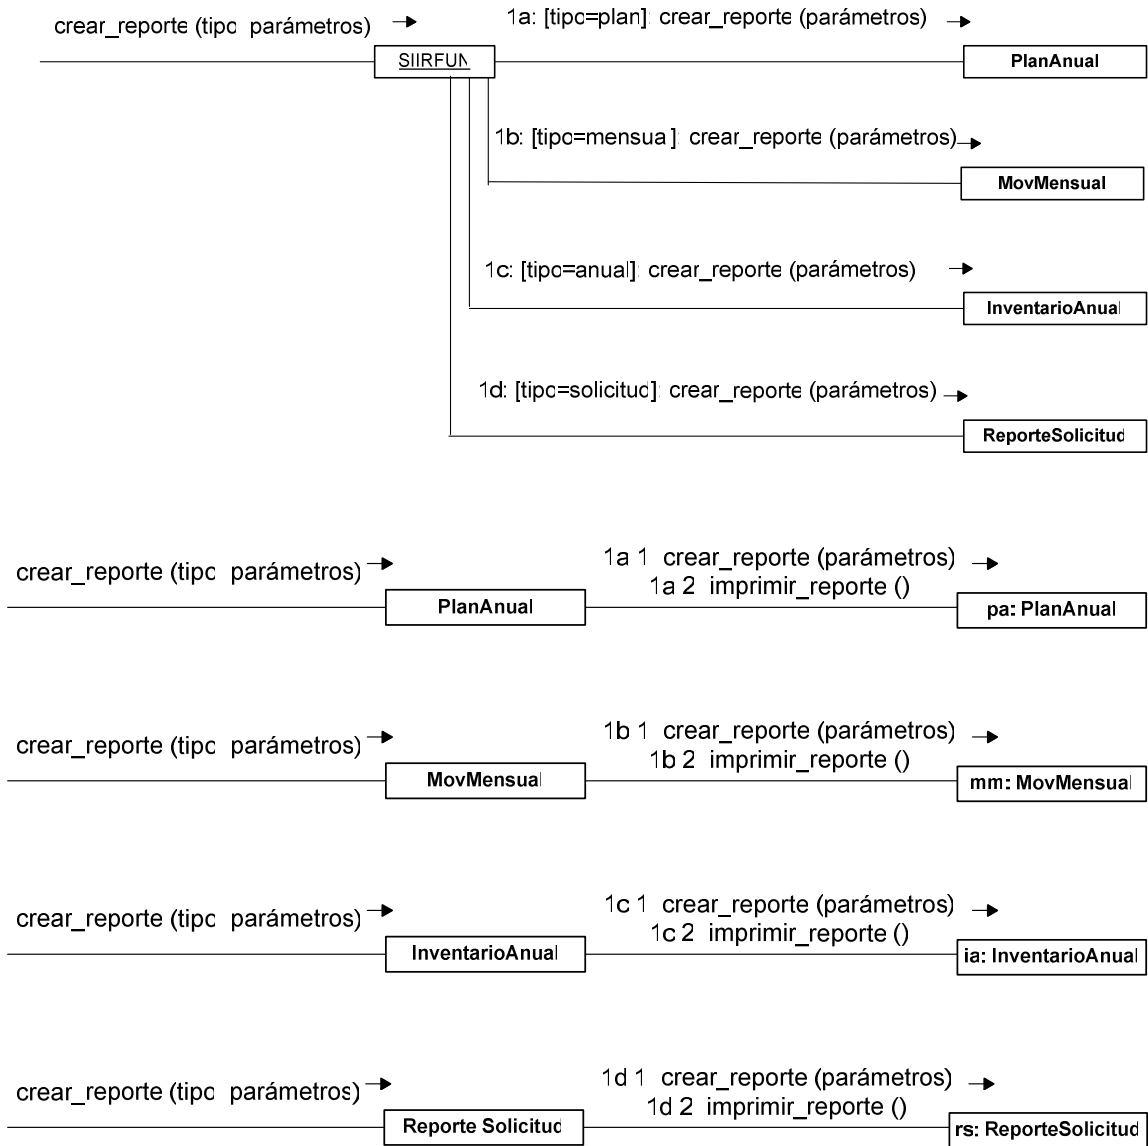 crear_reporte (tipo parámetros)
1a: [tipo=plan]: crear_reporte (parámetros)
SIIRFUN
PlanAnual
1b: [tipo=mensual]: crear_reporte (parámetros)
MovMensual
1c: [tipo=anual]: crear_reporte (parámetros)
InventarioAnual
1d: [tipo=solicitud]: crear_reporte (parámetros)
ReporteSolicitud
crear_reporte (tipo parámetros)
1a 1 crear_reporte (parámetros)
1a 2 imprimir_reporte ()
PlanAnual
pa: PlanAnual
crear_reporte (tipo parámetros)
1b 1 crear_reporte (parámetros)
1b 2 imprimir_reporte ()
MovMensual
mm: MovMensual
crear_reporte (tipo parámetros)
1c 1 crear_reporte (parámetros)
1c 2 imprimir_reporte ()
InventarioAnual
ia: InventarioAnual
crear_reporte (tipo parámetros)
1d 1 crear_reporte (parámetros)
1d 2 imprimir_reporte ()
Reporte Solicitud
rs: ReporteSolicitud